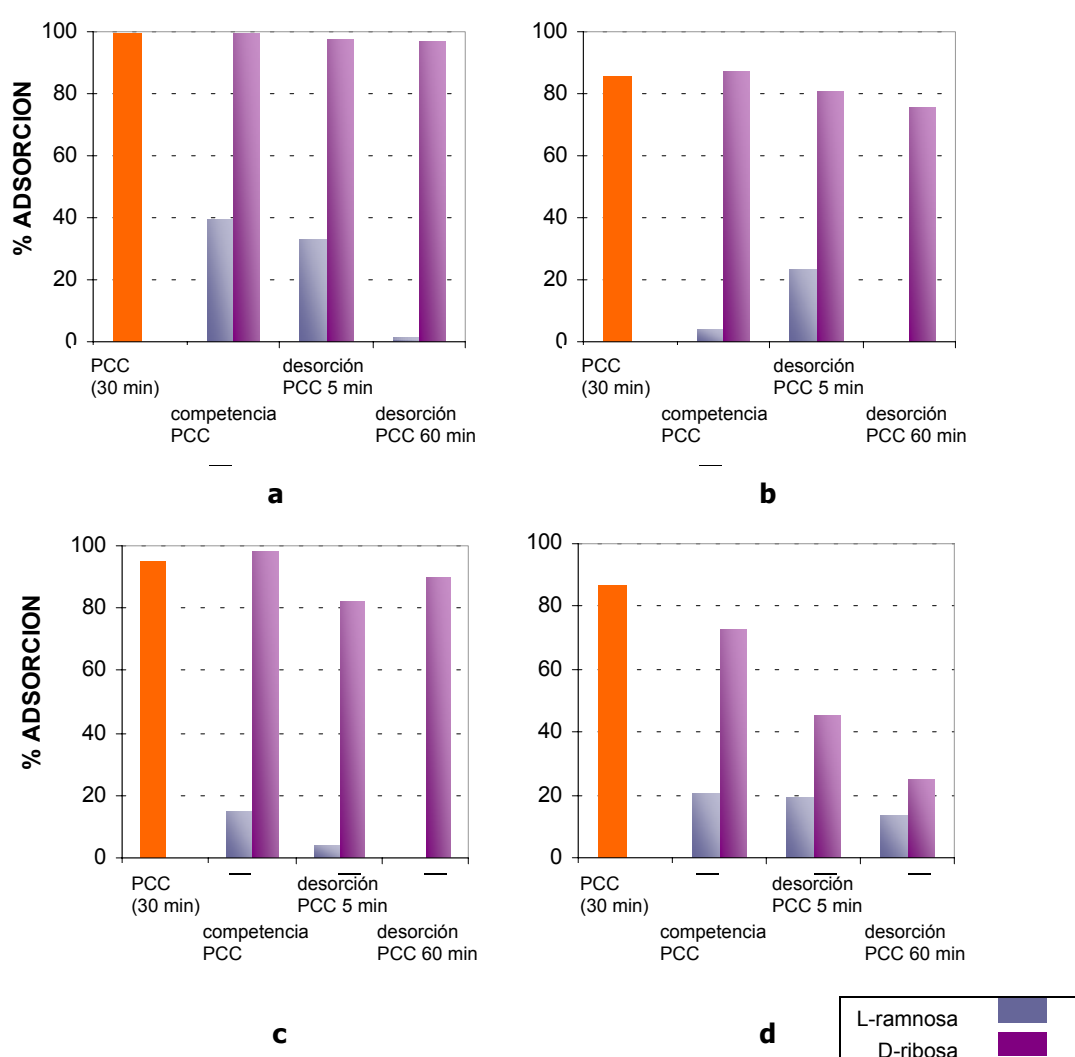 100
80
60
40
20
0
% ADSORCION
PCC
(30 min)
competencia
PCC
desorción
PCC 5 min
desorción
PCC 60 min
a
100
80
60
40
20
0
PCC
(30 min)
competencia
PCC
desorción
PCC 5 min
desorción
PCC 60 min
b
100
80
60
40
20
0
% ADSORCION
PCC
(30 min)
competencia
PCC
desorción
PCC 5 min
desorción
PCC 60 min
c
100
80
60
40
20
0
PCC
(30 min)
competencia
PCC
desorción
PCC 5 min
desorción
PCC 60 min
d
L-ramnosa
D-ribosa